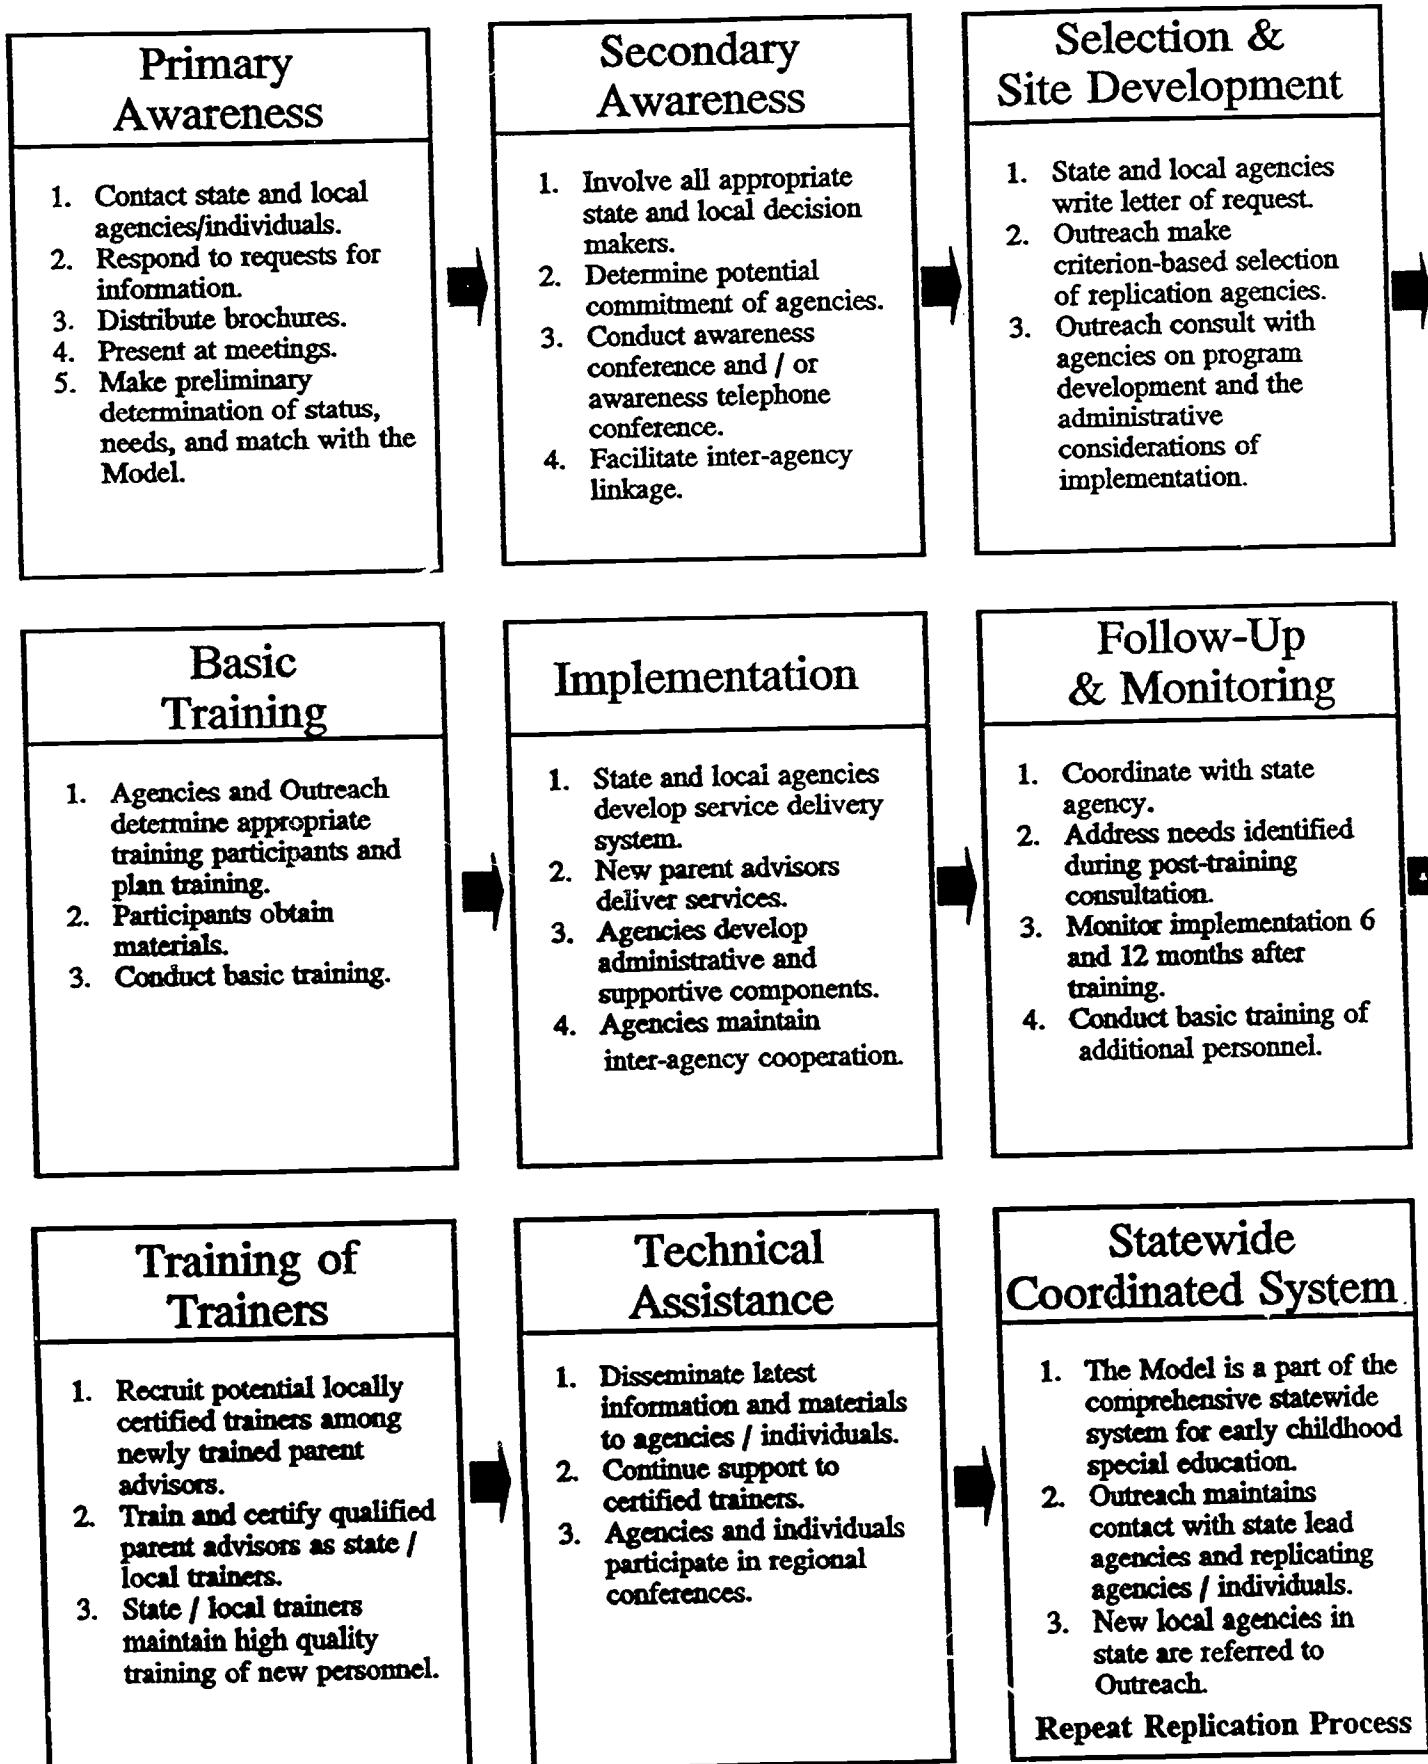 Primary
Awareness
1. Contact state and local
agencies/individuals.
2. Respond to requests for
information.
3. Distribute brochures.
4. Present at meetings.
5. Make preliminary
determination of status,
needs, and match with the
Model.
Secondary
Awareness
1. Involve all appropriate
state and local decision
makers.
2. Determine potential
commitment of agencies.
3. Conduct awareness
conference and / or
awareness telephone
conference.
4. Facilitate inter-agency
linkage.
Selection &
Site Development
1. State and local agencies
write letter of request.
2. Outreach make
criterion-based selection
of replication agencies.
3. Outreach consult with
agencies on program
development and the
administrative
considerations of
implementation.
Basic
Training
1. Agencies and Outreach
determine appropriate
training participants and
plan training.
2. Participants obtain
materials.
3. Conduct basic training.
Implementation
1. State and local agencies
develop service delivery
system.
2. New parent advisors
deliver services.
3. Agencies develop
administrative and
supportive components.
4. Agencies maintain
inter-agency cooperation.
Follow-Up
& Monitoring
1. Coordinate with state
agency.
2. Address needs identified
during post-training
consultation.
3. Monitor implementation 6
and 12 months after
training.
4. Conduct basic training of
additional personnel.
Training of
Trainers
1. Recruit potential locally
certified trainers among
newly trained parent
advisors.
2. Train and certify qualified
parent advisors as state /
local trainers.
3. State / local trainers
maintain high quality
training of new personnel.
Technical
Assistance
1. Disseminate latest
information and materials
to agencies / individuals.
2. Continue support to
certified trainers.
3. Agencies and individuals
participate in regional
conferences.
Statewide
Coordinated System
1. The Model is a part of the
comprehensive statewide
system for early childhood
special education.
2. Outreach maintains
contact with state lead
agencies and replicating
agencies / individuals.
3. New local agencies in
state are referred to
Outreach.
Repeat Replication Process